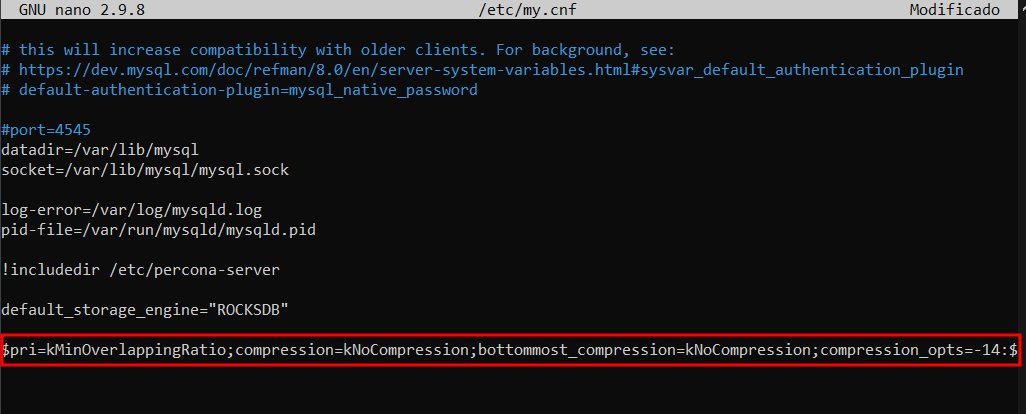 GNU nano 2.9.8 /etc/my.cnf Modificado
# this will increase compatibility with older clients. For background, see:
# https://dev.mysql.com/doc/refman/8.0/en/server-system-variables.html#sysvar_default_authentication_plugin
# default-authentication-plugin=mysql_native_password
#port=4545
datadir=/var/lib/mysql
socket=/var/lib/mysql/mysql.sock
log-error=/var/log/mysqld.log
pid-file=/var/run/mysqld/mysqld.pid
!includedir /etc/percona-server
default_storage_engine="ROCKSDB"
$pri=kMinOverlappingRatio;compression=kNoCompression;bottommost_compression=kNoCompression;compression_opts=-14:$